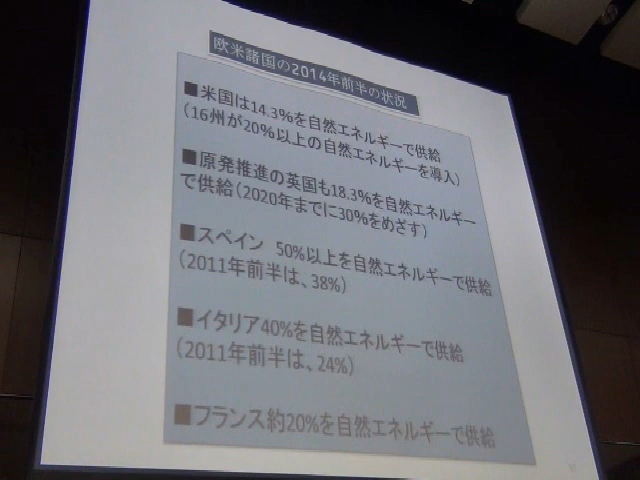 欧米諸国の2014年前半の状況
■米国は14.3%を自然エネルギーで供給
(16州が20%以上の自然エネルギーを導入)
■原発推進の英国も18.3%を自然エネルギー
で供給(2020年までに30%をめざす)
■スペイン 50%以上を自然エネルギーで供給
(2011年前半は、38%)
■イタリア40%を自然エネルギーで供給
(2011年前半は、24%)
■フランス約20%を自然エネルギーで供給